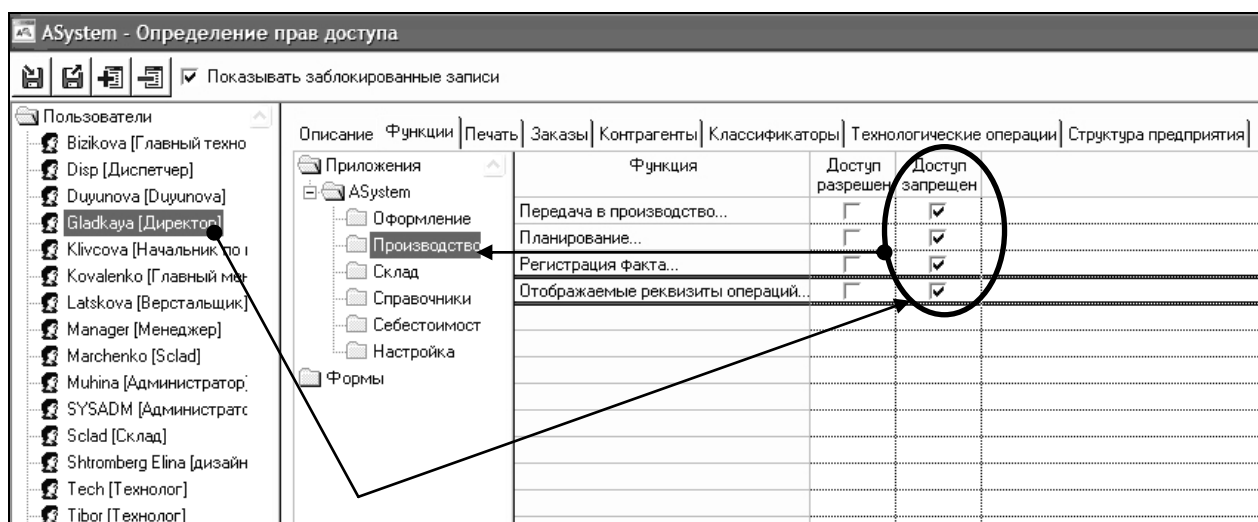 ASystem - Определение прав доступа
Показывать заблокированные записи
Пользователи
Bizikova [Главный техно
Disp [Диспетчер]
Duyunova [Duyunova]
Gladkaya [Директор]
Klivcova [Начальник по
Kovalenko [Главный мен
Latskova [Верстальщик]
Manager [Менеджер]
Marchenko [Sclad]
Muhina [Администратор]
SYSADM [Администрато
Sclad [Склад]
Shtromberg Elina [дизайн
Tech [Технолог]
Tibor [Технолог]
Описание Функции Печать Заказы Контрагенты Классификаторы Технологические операции Структура предприятия
Приложения
ASystem
Оформление
Производство
Склад
Справочники
Себестоимост
Настройка
Формы
Функция Доступ разрешен Доступ запрещен
Передача в производство...
Планирование...
Регистрация факта...
Отображаемые реквизиты операций...